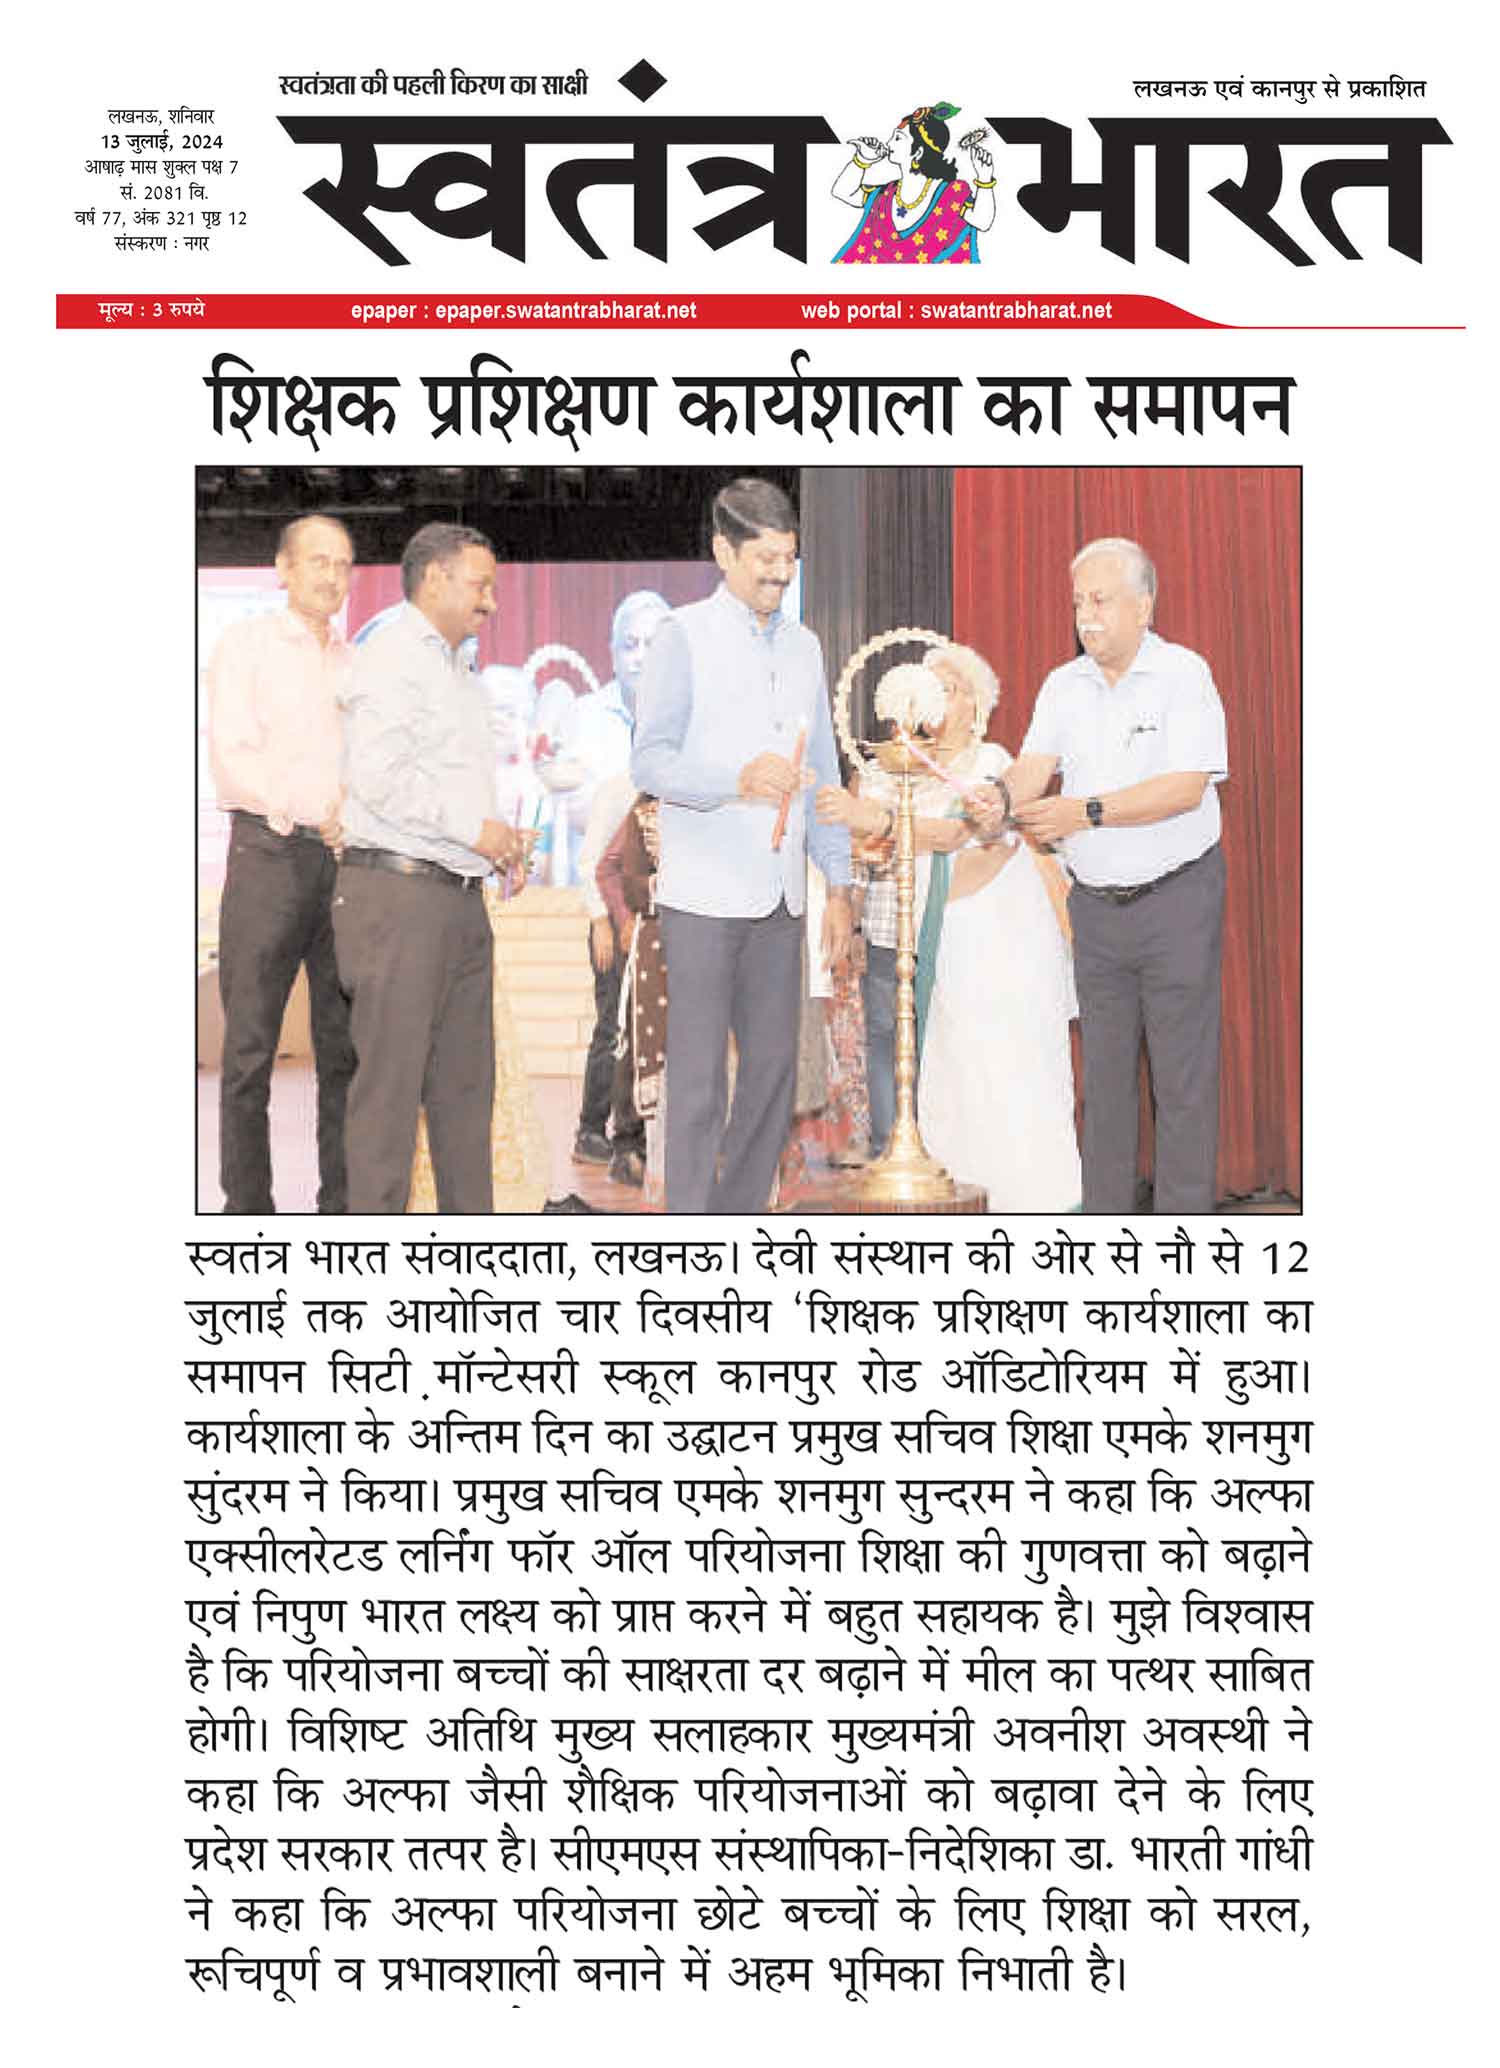 स्वतंत्रता की पहली किरण का साक्षी
लखनऊ एवं कानपुर से प्रकाशित
लखनऊ, शनिवार
13 जुलाई, 2024
आषाढ़ मास शुक्ल पक्ष 7
सं. 2081 वि.
वर्ष 77, अंक 321 पृष्ठ 12
संस्करण : नगर
स्वतंत्र भारत
मूल्य : 3 रुपये epaper : epaper.swatantrabharat.net web portal : swatantrabharat.net
शिक्षक प्रशिक्षण कार्यशाला का समापन
स्वतंत्र भारत संवाददाता, लखनऊ। देवी संस्थान की ओर से नौ से 12
जुलाई तक आयोजित चार दिवसीय ‘शिक्षक प्रशिक्षण कार्यशाला का
समापन सिटी मॉन्टेसरी स्कूल कानपुर रोड ऑडिटोरियम में हुआ।
कार्यशाला के अन्तिम दिन का उद्घाटन प्रमुख सचिव शिक्षा एमके शनमुग
सुंदरम ने किया। प्रमुख सचिव एमके शनमुग सुन्दरम ने कहा कि अल्फा
एक्सीलरेटड लर्निंग फॉर ऑल परियोजना शिक्षा की गुणवत्ता को बढ़ाने
एवं निपुण भारत लक्ष्य को प्राप्त करने में बहुत सहायक है। मुझे विश्वास
है कि परियोजना बच्चों की साक्षरता दर बढ़ाने में मील का पत्थर साबित
होगी। विशिष्ट अतिथि मुख्य सलाहकार मुख्यमंत्री अवनीश अवस्थी ने
कहा कि अल्फा जैसी शैक्षिक परियोजनाओं को बढ़ावा देने के लिए
प्रदेश सरकार तत्पर है। सीएमएस संस्थापिका-निदेशिका डा. भारती गांधी
ने कहा कि अल्फा परियोजना छोटे बच्चों के लिए शिक्षा को सरल,
रूचिपूर्ण व प्रभावशाली बनाने में अहम भूमिका निभाती है।